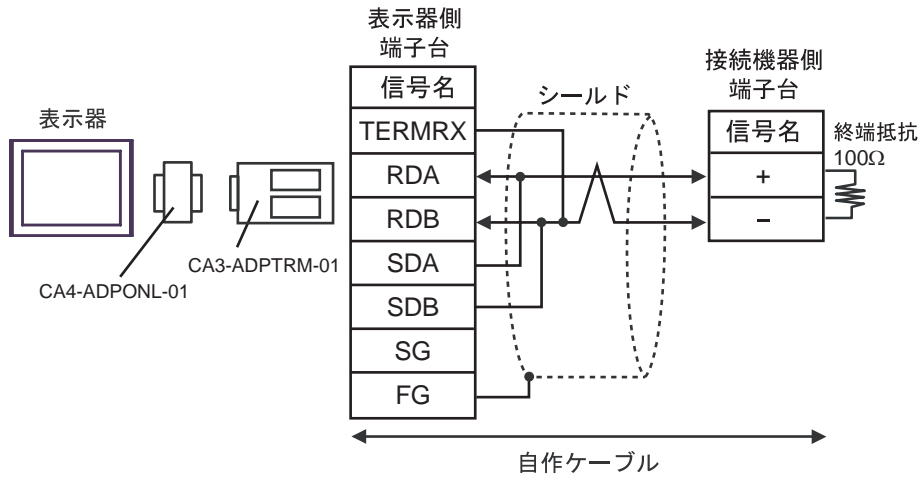 表示器
CA4-ADPONL-01
CA3-ADPTRM-01
表示器側
端子台
信号名
TERMRX
RDA
RDB
SDA
SDB
SG
FG
シールド
接続機器側
端子台
信号名
+
−
終端抵抗
100Ω
自作ケーブル